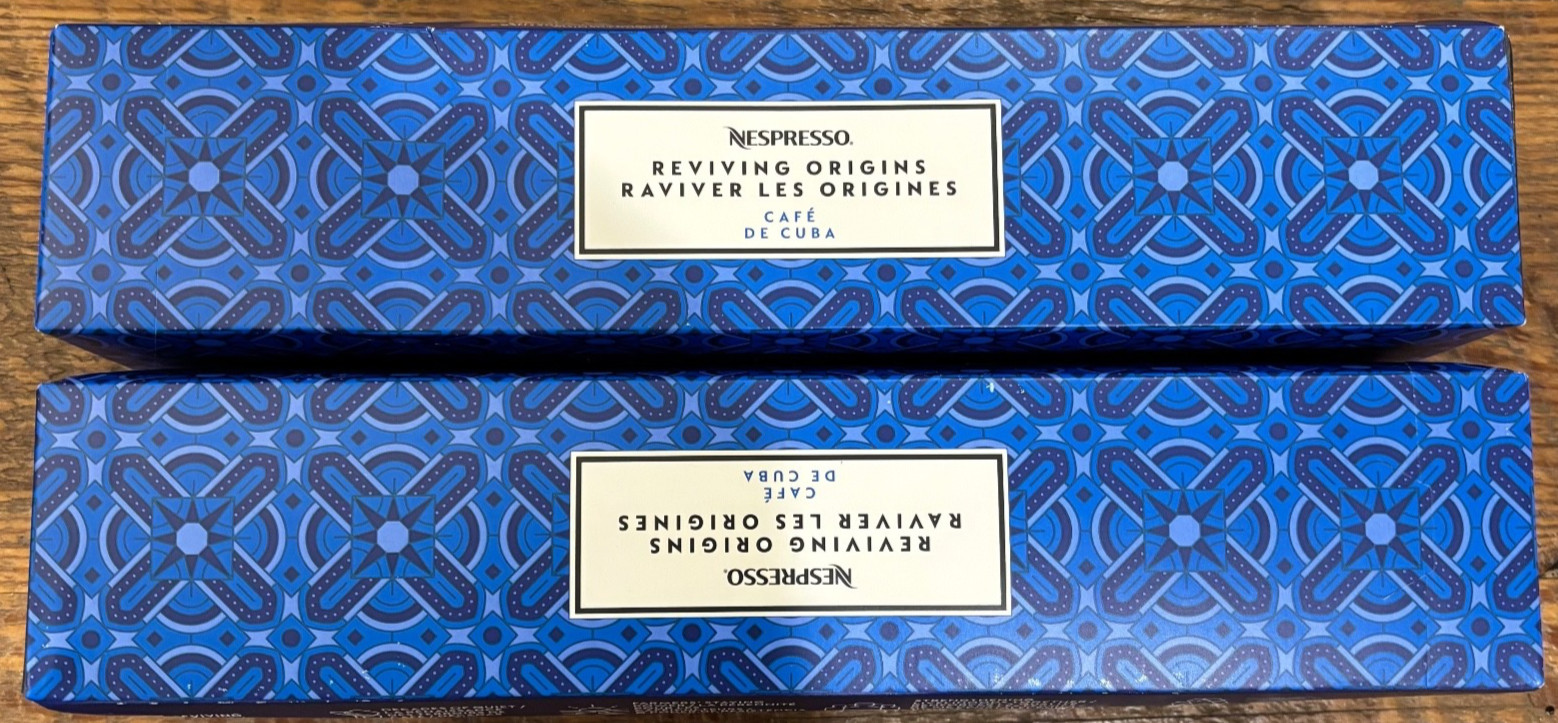 NESPRESSO®
REVIVING ORIGINS
RAVIVER LES ORIGINES
CAFÉ
DE CUBA
NESPRESSO®
REVIVING ORIGINS
RAVIVER LES ORIGINES
CAFÉ
DE CUBA